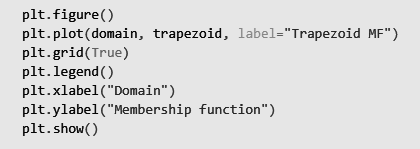 plt.figure()
plt.plot(domain, trapezoid, label="Trapezoid MF")
plt.grid(True)
plt.legend()
plt.xlabel("Domain")
plt.ylabel("Membership function")
plt.show()